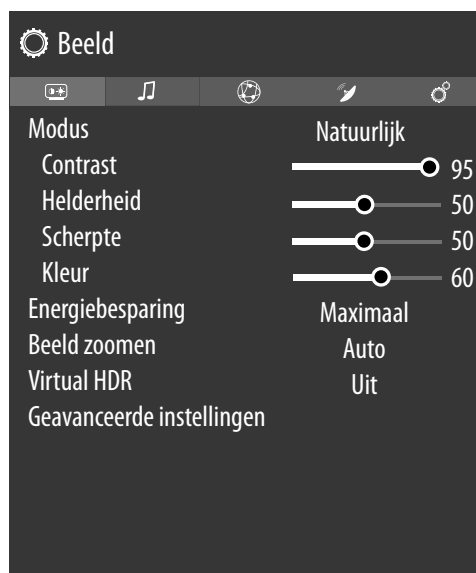 Beeld
Modus Natuurlijk
Contrast 95
Helderheid 50
Scherpte 50
Kleur 60
Energiebesparing Maximaal
Beeld zoomen Auto
Virtual HDR Uit
Geavanceerde instellingen